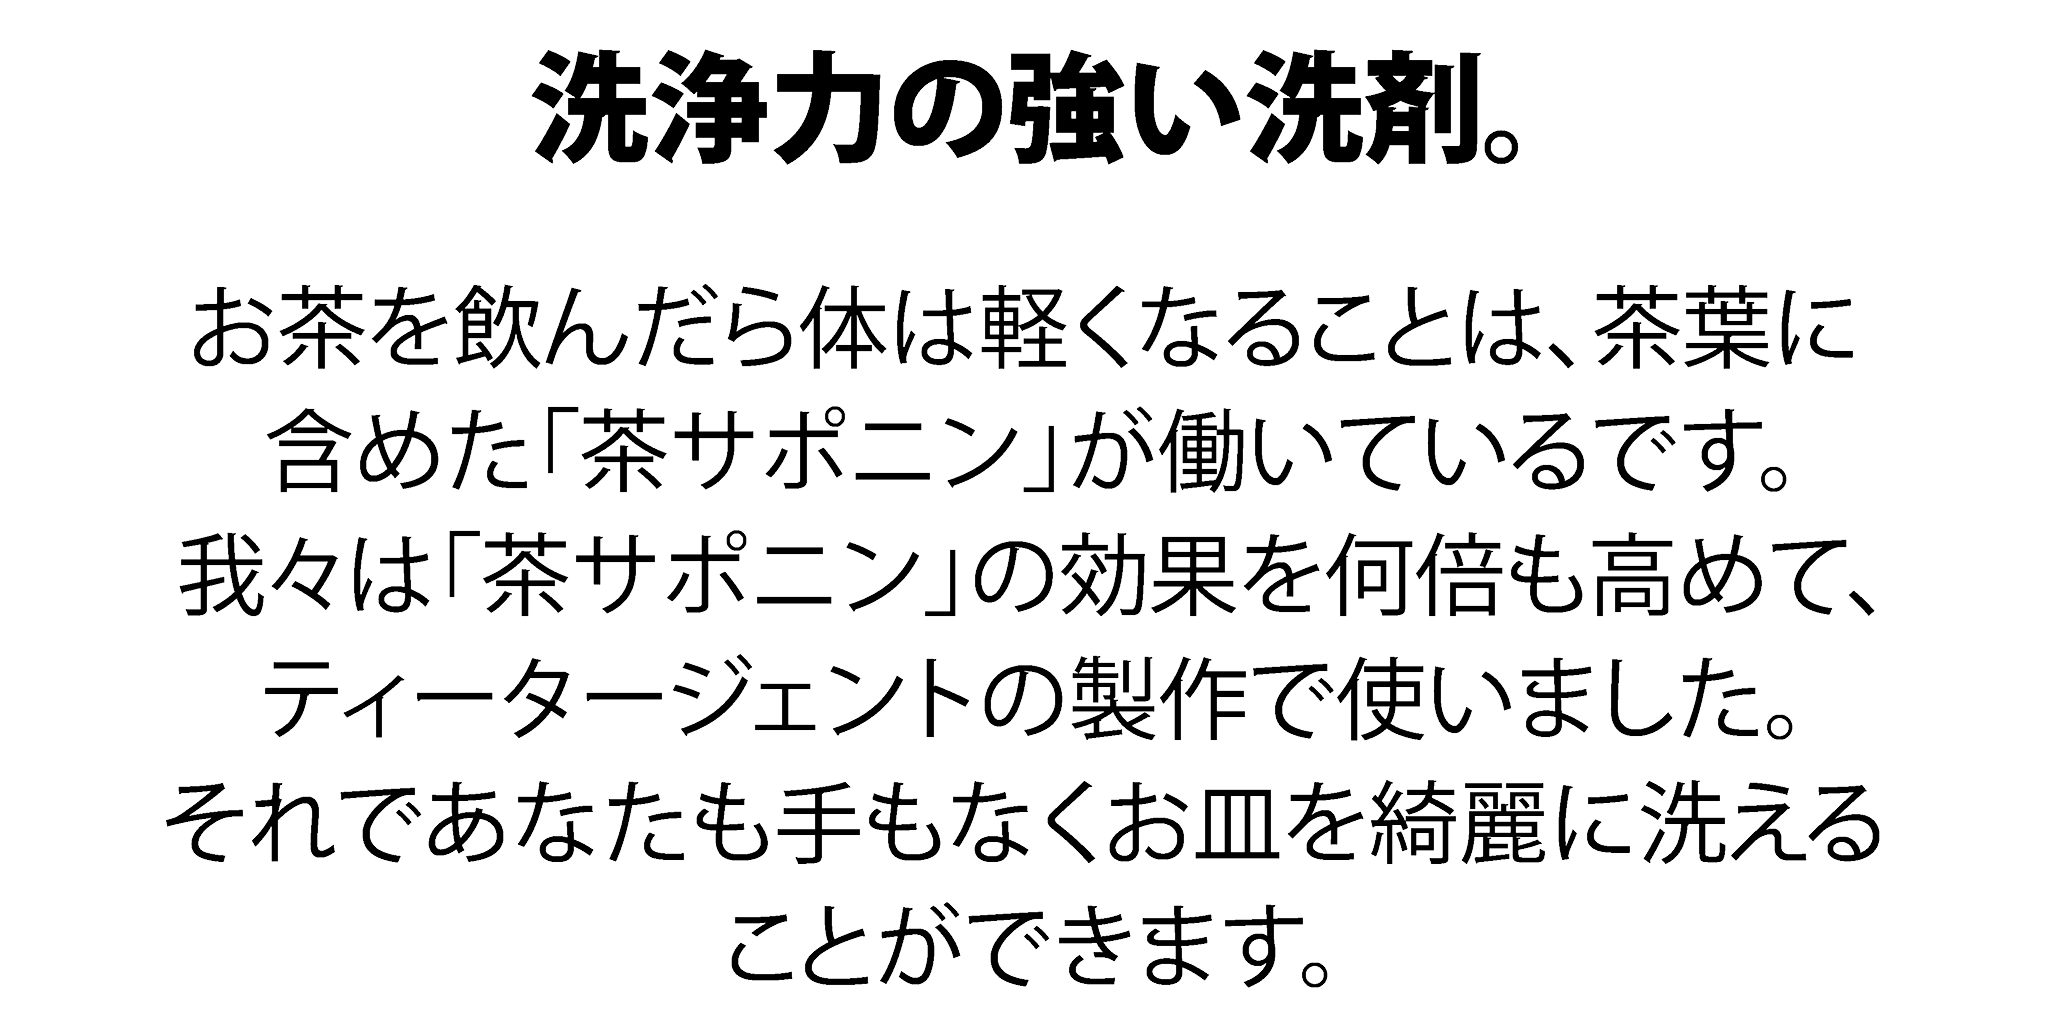 洗浄力の強い洗剤。
お茶を飲んだら体は軽くなることは、茶葉に
含めた「茶サポニン」が働いているです。
我々は「茶サポニン」の効果を何倍も高めて、
ティータージェントの製作で使いました。
それであなたも手もなくお皿を綺麗に洗える
ことができます。